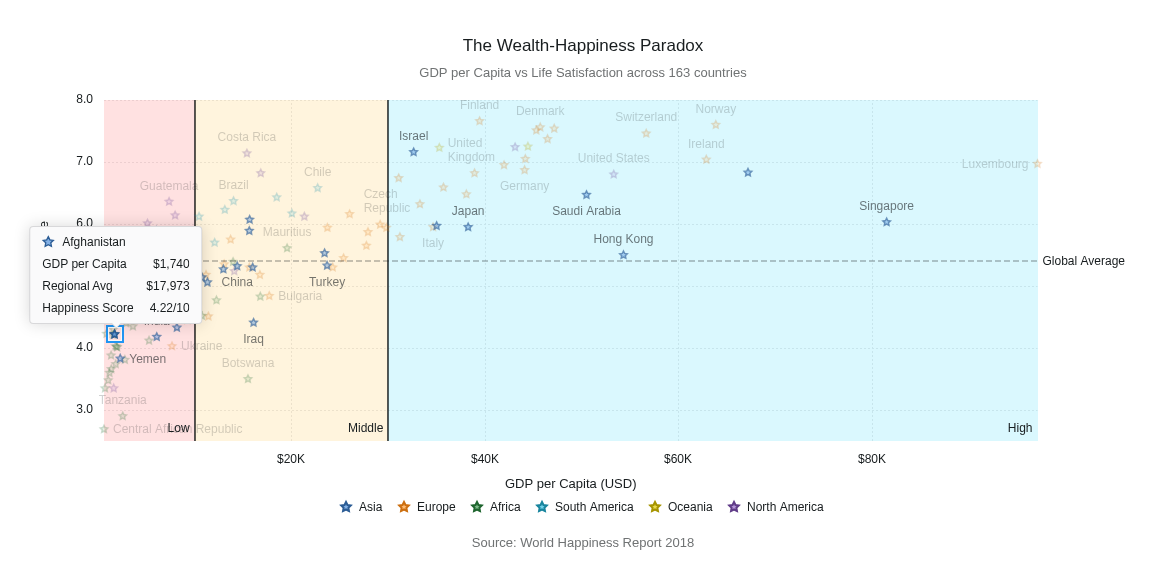 The Wealth-Happiness Paradox
GDP per Capita vs Life Satisfaction across 163 countries
8.0
7.0
6.0
4.0
3.0
Finland
Denmark
Switzerland
Norway
Costa Rica
Israel
United
Kingdom
Ireland
United States
Luxembourg
Guatemala
Brazil
Chile
Germany
Czech
Republic
Japan
Saudi Arabia
Singapore
Mauritius
Italy
Hong Kong
Global Average
Afghanistan
GDP per Capita $1,740
Regional Avg $17,973
Happiness Score 4.22/10
China
Turkey
Bulgaria
Iraq
Ukraine
Yemen
Botswana
Tanzania
Central African Republic
Low
Middle
High
$20K
$40K
$60K
$80K
GDP per Capita (USD)
Asia
Europe
Africa
South America
Oceania
North America
Source: World Happiness Report 2018